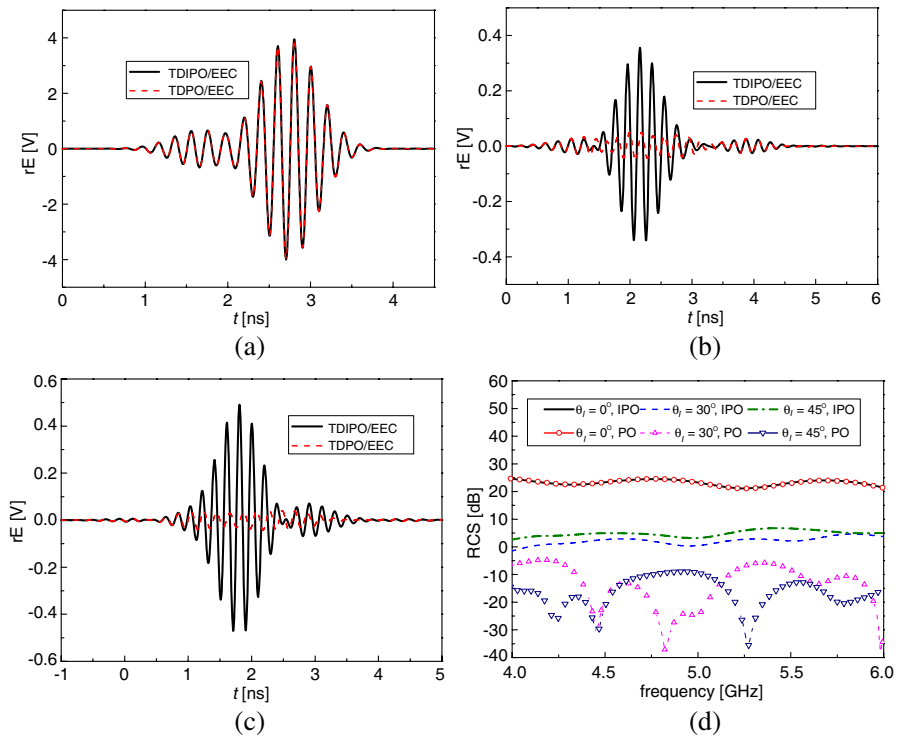 4
2
0
-2
-4
rE [V]
TDIPO/EEC
TDPO/EEC
0 1 2 3 4
t [ns]
(a)
0.4
0.2
0.0
-0.2
-0.4
rE [V]
TDIPO/EEC
TDPO/EEC
0 1 2 3 4 5 6
t [ns]
(b)
0.6
0.4
0.2
0.0
-0.2
-0.4
-0.6
rE [V]
TDIPO/EEC
TDPO/EEC
-1 0 1 2 3 4 5
t [ns]
(c)
60
50
40
30
20
10
0
-10
-20
-30
-40
RCS [dB]
θI = 0°, IPO θI = 30°, IPO θI = 45°, IPO
θI = 0°, PO θI = 30°, PO θI = 45°, PO
4.0 4.5 5.0 5.5 6.0
frequency [GHz]
(d)